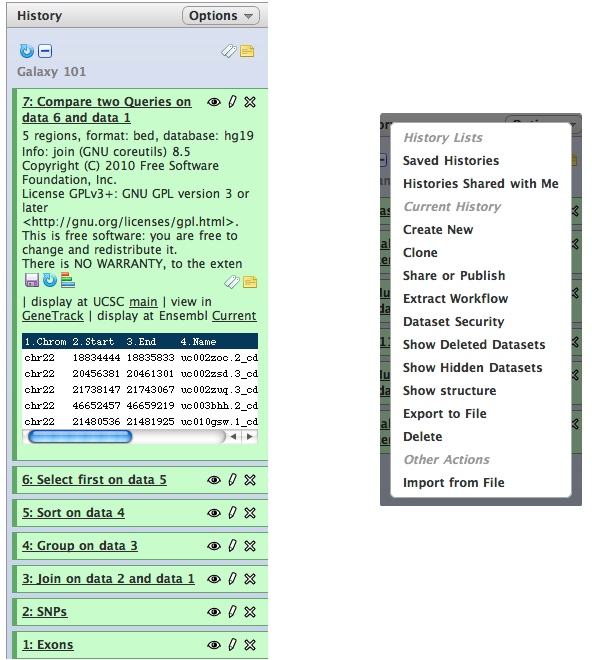 History
Options
Galaxy 101
7: Compare two Queries on
data 6 and data 1
5 regions, format: bed, database: hg19
Info: join (GNU coreutils) 8.5
Copyright (C) 2010 Free Software
Foundation, Inc.
License GPLv3+: GNU GPL version 3 or
later
<http://gnu.org/licenses/gpl.html>.
This is free software: you are free to
change and redistribute it.
There is NO WARRANTY, to the exten
| display at UCSC main | view in
GeneTrack | display at Ensembl Current
1.Chrom 2.Start 3.End 4.Name
chr22 18834444 18835833 uc002zoc.2_cd
chr22 20456381 20461301 uc002zsd.3_cd
chr22 21738147 21743067 uc002zuq.3_cd
chr22 46652457 46659219 uc003bhh.2_cd
chr22 21480536 21481925 uc010gsw.1_cd
6: Select first on data 5
5: Sort on data 4
4: Group on data 3
3: Join on data 2 and data 1
2: SNPs
1: Exons
History Lists
Saved Histories
Histories Shared with Me
Current History
Create New
Clone
Share or Publish
Extract Workflow
Dataset Security
Show Deleted Datasets
Show Hidden Datasets
Show structure
Export to File
Delete
Other Actions
Import from File